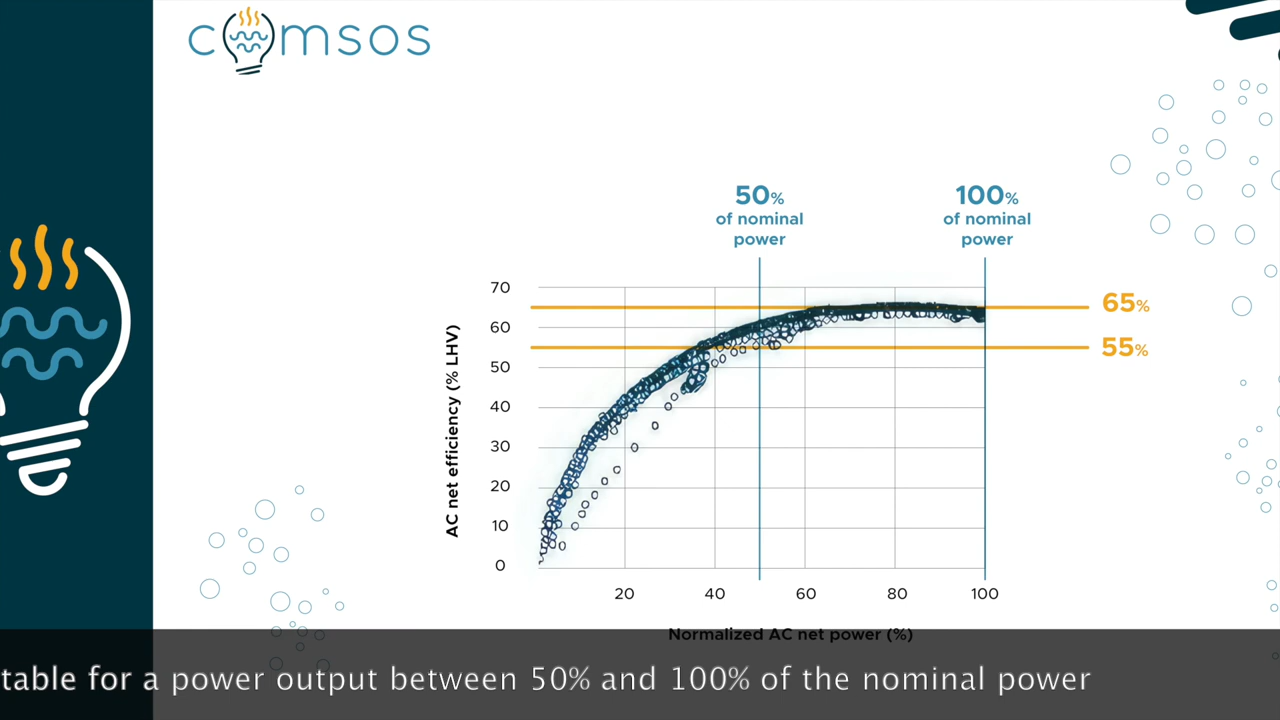 comsos
50%
of nominal
power
100%
of nominal
power
70
60
50
40
30
20
10
0
65%
55%
AC net efficiency (% LHV)
20
40
60
80
100
Normalized AC net power (%)
table for a power output between 50% and 100% of the nominal power